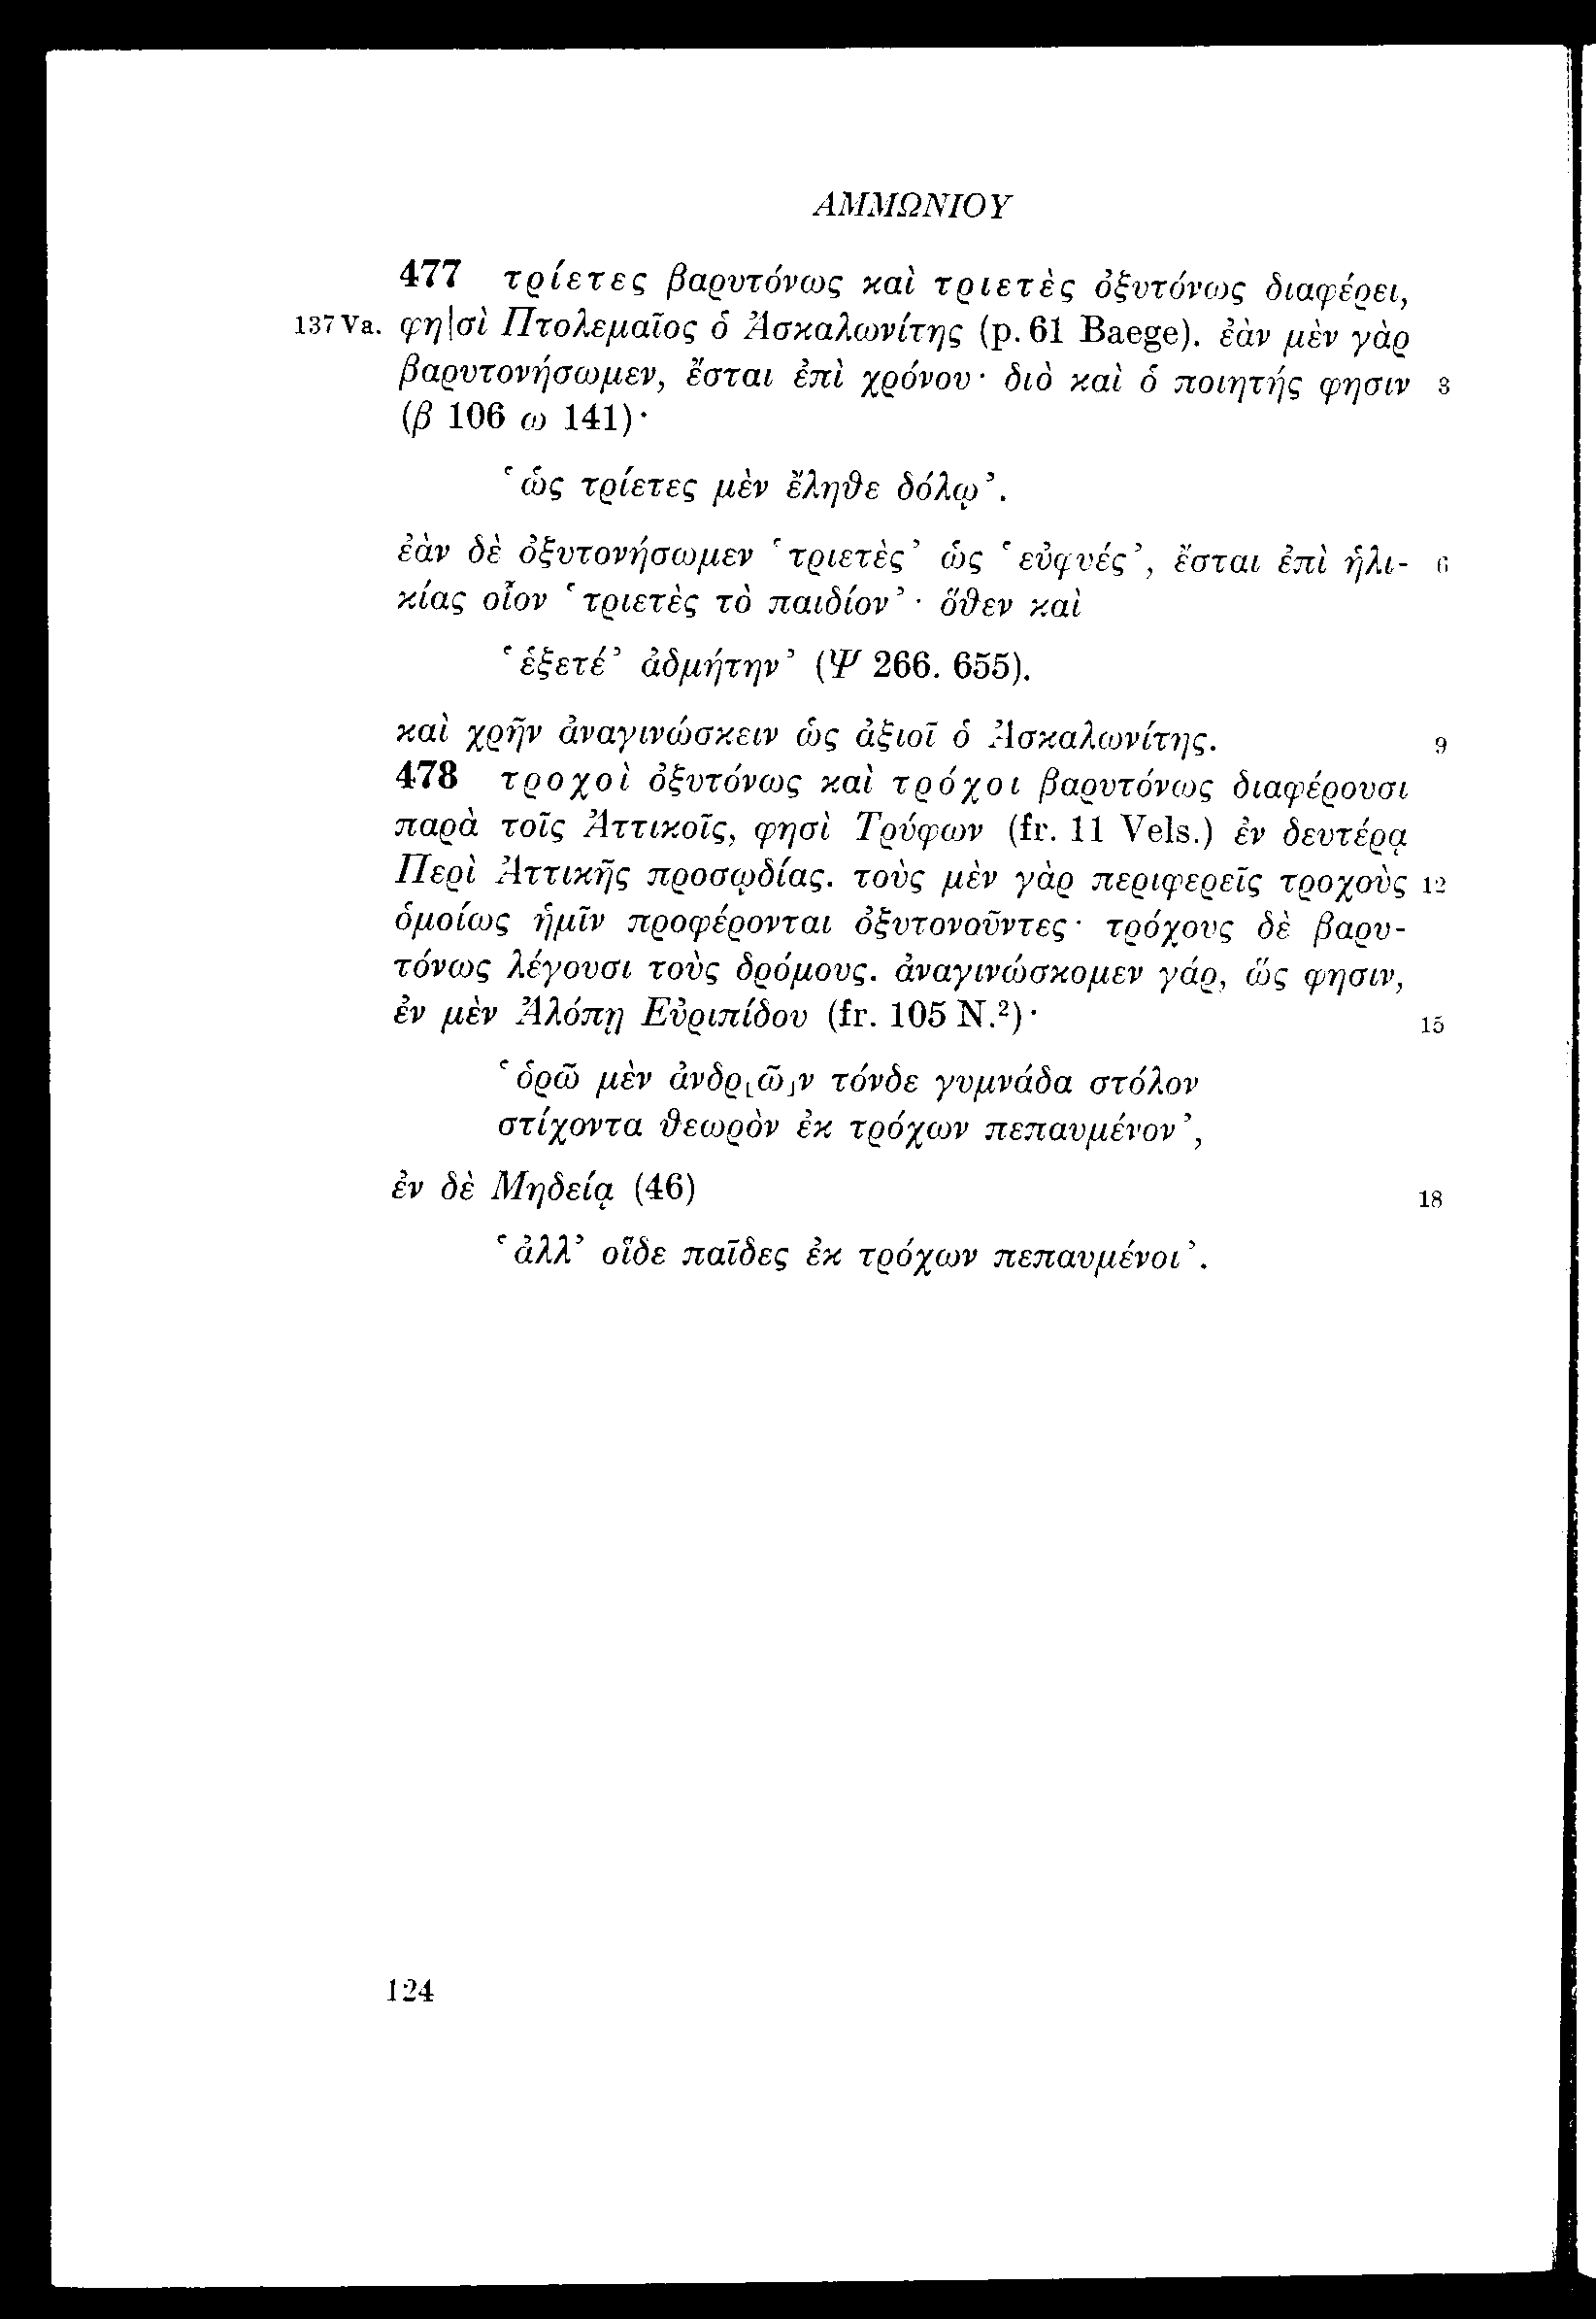 ΑΜΜΩΝΙΟΥ
477 τρίετες βαρυτόνως καὶ τριετὲς ὀξυτόνως διαφέρει,
137 Va. φη|σὶ Πτολεμαῖος ὁ Ἀσκαλωνίτης (p. 61 Baege). ἐὰν μὲν γὰρ
βαρυτονήσωμεν, ἔσται ἐπὶ χρόνου· διὸ καὶ ὁ ποιητής φησιν 3
(β 106 ω 141)·
‘ὡς τρίετες μὲν ἔληθε δόλῳ’.
ἐὰν δὲ ὀξυτονήσωμεν ‘τριετὲς’ ὡς ‘εὐφυές’, ἔσται ἐπὶ ἡλι- 6
κίας οἷον ‘τριετὲς τὸ παιδίον’· ὅθεν καὶ
‘ἑξετέ’ ἀδμήτην’ (Ψ 266. 655).
καὶ χρῆν ἀναγινώσκειν ὡς ἀξιοῖ ὁ Ἀσκαλωνίτης. 9
478 τροχοὶ ὀξυτόνως καὶ τρόχοι βαρυτόνως διαφέρουσι
παρὰ τοῖς Ἀττικοῖς, φησὶ Τρύφων (fr. 11 Vels.) ἐν δευτέρᾳ
Περὶ Ἀττικῆς προσῳδίας. τοὺς μὲν γὰρ περιφερεῖς τροχοὺς 12
ὁμοίως ἡμῖν προφέρονται ὀξυτονοῦντες· τρόχους δὲ βαρυ-
τόνως λέγουσι τοὺς δρόμους. ἀναγινώσκομεν γάρ, ὥς φησιν,
ἐν μὲν Ἀλόπῃ Εὐριπίδου (fr. 105 N.²)· 15
‘ὁρῶ μὲν ἀνδρ⌊ῶ⌋ν τόνδε γυμνάδα στόλον
στίχοντα θεωρὸν ἐκ τρόχων πεπαυμένον’,
ἐν δὲ Μηδείᾳ (46) 18
‘ἀλλ’ οἵδε παῖδες ἐκ τρόχων πεπαυμένοι’.
124